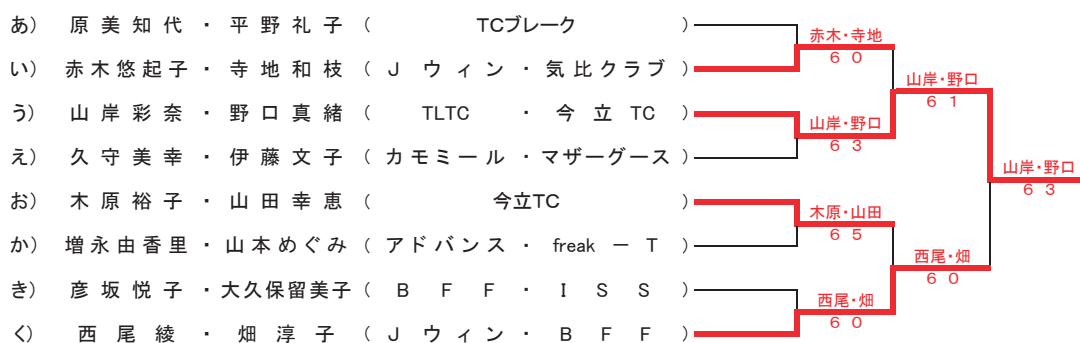 あ） 原美知代 ・ 平野礼子 （ TCブレーク ）
赤木・寺地
い） 赤木悠起子 ・ 寺地和枝 （ Jウィン ・ 気比クラブ ）
６０
山岸・野口
６１
う） 山岸彩奈 ・ 野口真緒 （ TLTC ・ 今立TC ）
山岸・野口
６３
え） 久守美幸 ・ 伊藤文子 （ カモミール ・ マザーグース ）
山岸・野口
６３
お） 木原裕子 ・ 山田幸恵 （ 今立TC ）
木原・山田
６５
か） 増永由香里 ・ 山本めぐみ （ アドバンス ・ freak－T ）
西尾・畑
６０
き） 彦坂悦子 ・ 大久保留美子 （ BFF ・ ISS ）
西尾・畑
６０
く） 西尾綾 ・ 畑淳子 （ Jウィン ・ BFF ）